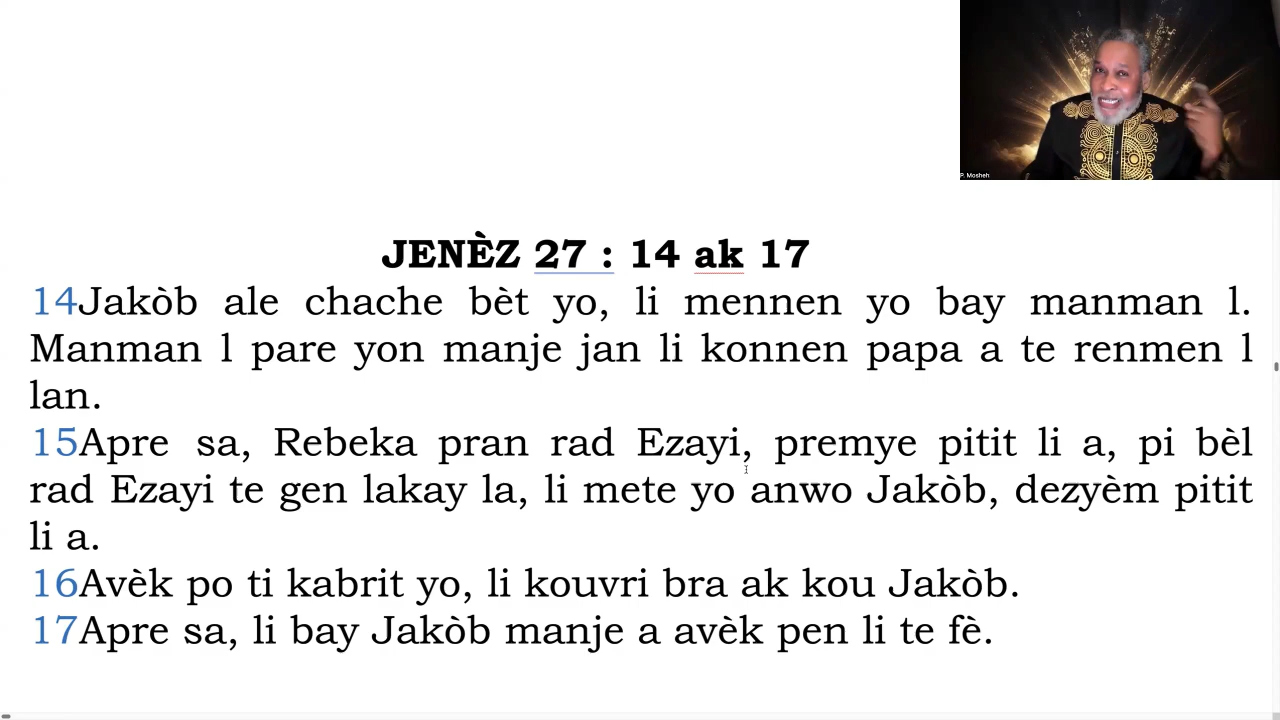 P. Mosheh
JENÈZ 27 : 14 ak 17
14Jakòb ale chache bèt yo, li mennen yo bay manman l.
Manman l pare yon manje jan li konnen papa a te renmen l
lan.
15Apre sa, Rebeka pran rad Ezayi, premye pitit li a, pi bèl
rad Ezayi te gen lakay la, li mete yo anwo Jakòb, dezyèm pitit
li a.
16Avèk po ti kabrit yo, li kouvri bra ak kou Jakòb.
17Apre sa, li bay Jakòb manje a avèk pen li te fè.